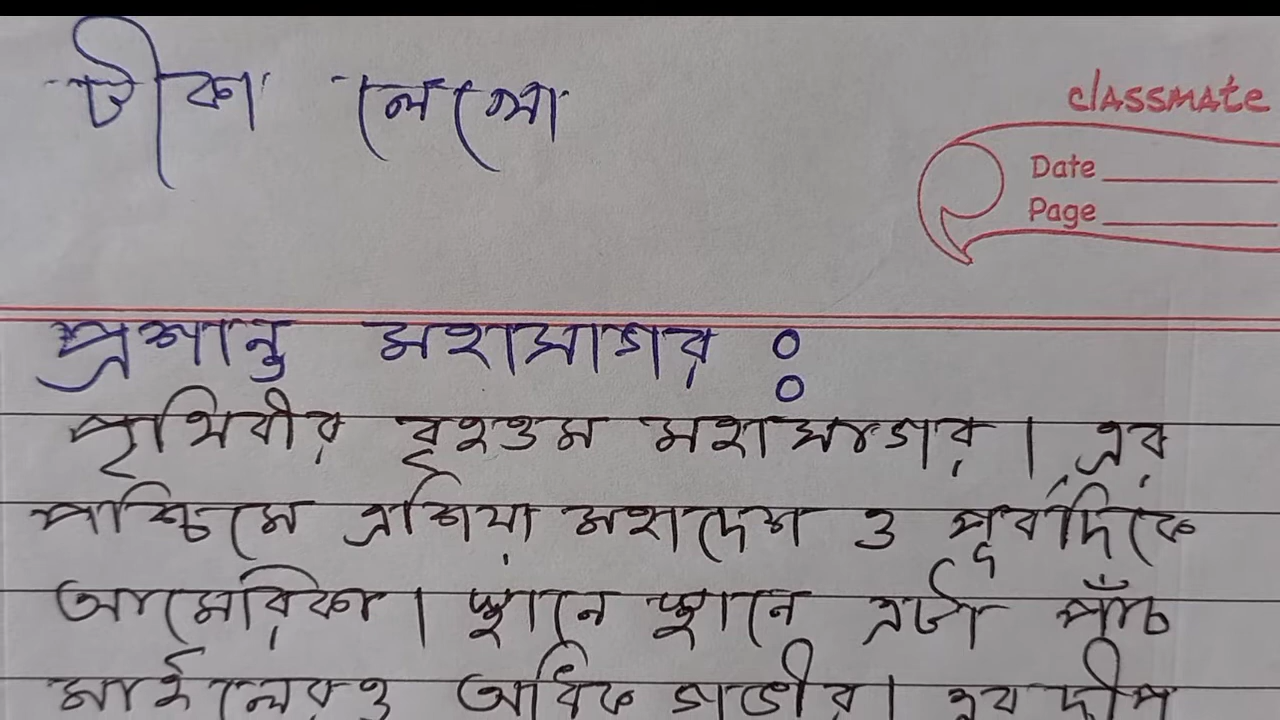 টীকা লেখো
classmate
Date
Page
প্রশান্ত মহাসাগর :
পৃথিবীর বৃহত্তম মহাসাগর। এর
পশ্চিমে এশিয়া মহাদেশ ও পূর্বদিকে
আমেরিকা। স্থানে স্থানে এটা পাঁচ
মাইলেরও অধিক গভীর।